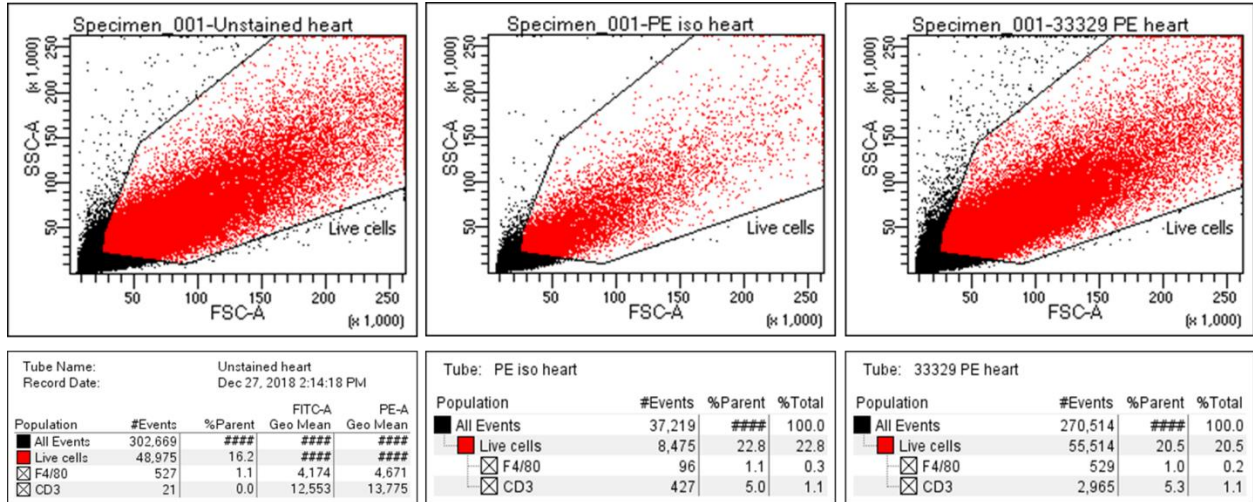 Specimen_001-Unstained heart
SSC-A
(x 1,000)
250
200
150
100
50
Live cells
50 100 150 200 250
FSC-A
(x 1,000)
Specimen_001-PE iso heart
SSC-A
(x 1,000)
250
200
150
100
50
Live cells
50 100 150 200 250
FSC-A
(x 1,000)
Specimen_001-33329 PE heart
SSC-A
(x 1,000)
250
200
150
100
50
Live cells
50 100 150 200 250
FSC-A
(x 1,000)
Tube Name: Unstained heart
Record Date: Dec 27, 2018 2:14:18 PM
FITC-A PE-A
Population #Events %Parent Geo Mean Geo Mean
All Events 302,669 #### #### ####
Live cells 48,975 16.2 #### ####
F4/80 527 1.1 4,174 4,671
CD3 21 0.0 12,553 13,775
Tube: PE iso heart
Population #Events %Parent %Total
All Events 37,219 #### 100.0
Live cells 8,475 22.8 22.8
F4/80 96 1.1 0.3
CD3 427 5.0 1.1
Tube: 33329 PE heart
Population #Events %Parent %Total
All Events 270,514 #### 100.0
Live cells 55,514 20.5 20.5
F4/80 529 1.0 0.2
CD3 2,965 5.3 1.1